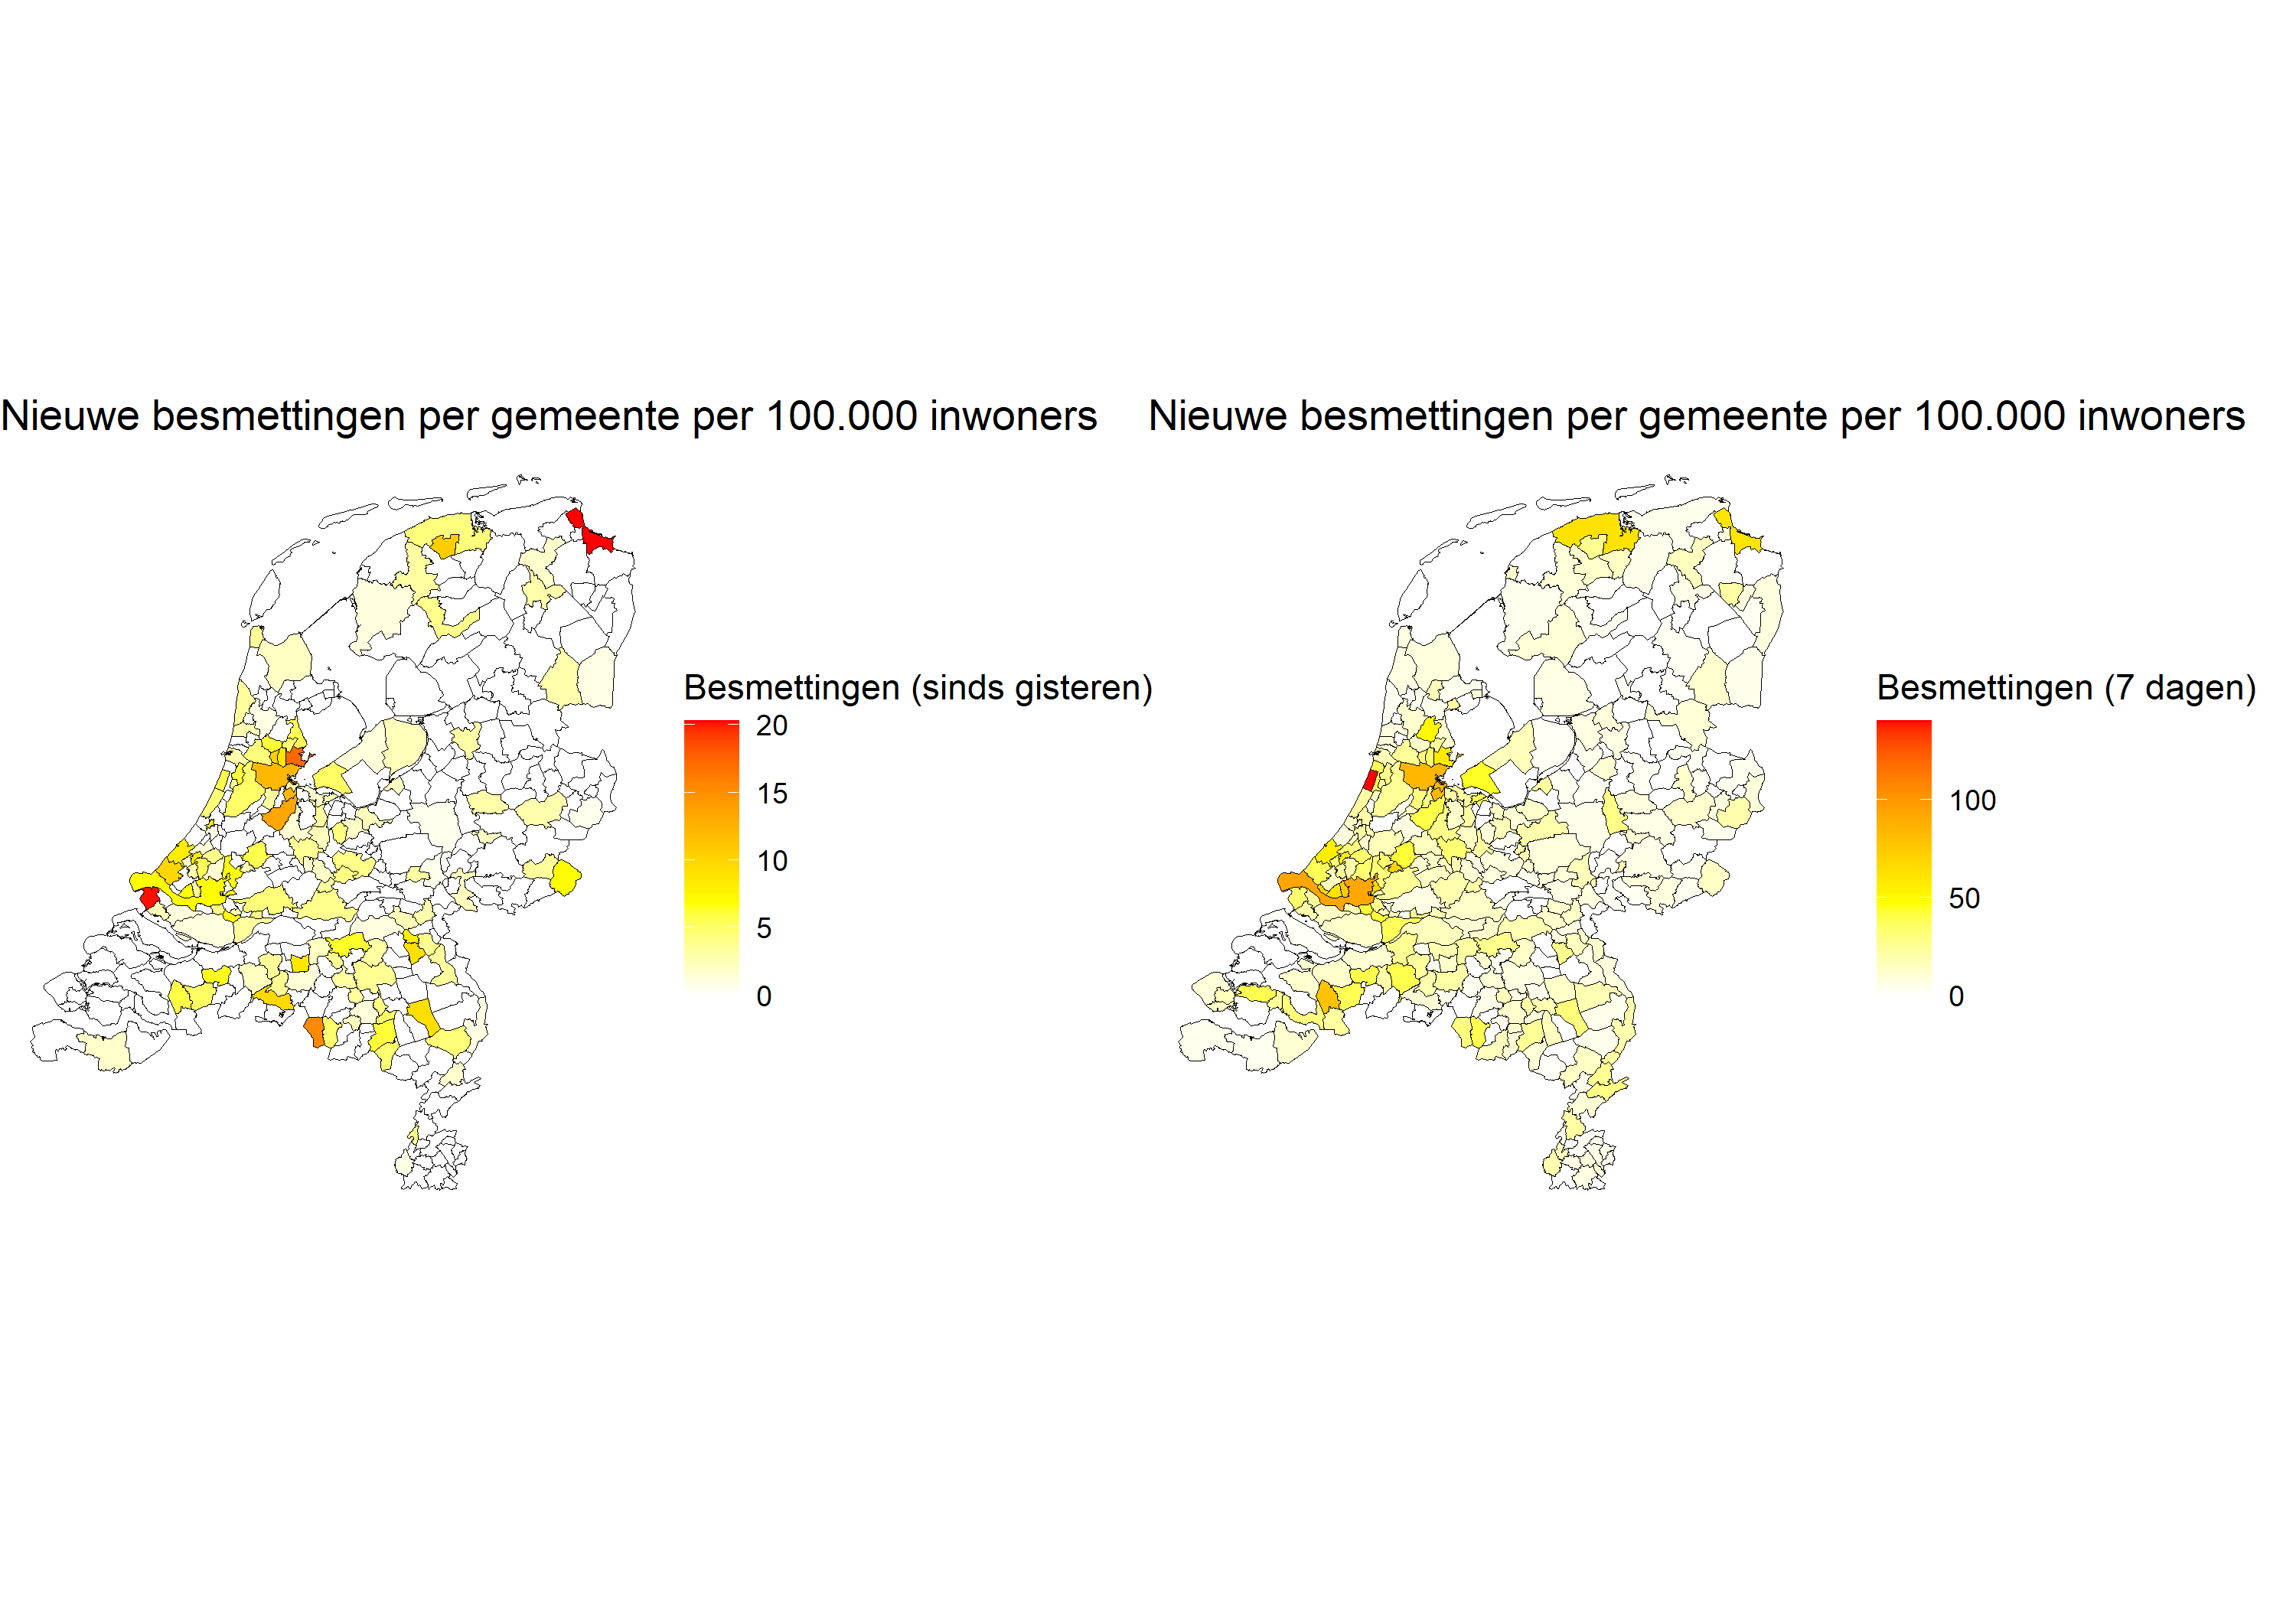 Nieuwe besmettingen per gemeente per 100.000 inwoners
Besmettingen (sinds gisteren)
20
15
10
5
0
Nieuwe besmettingen per gemeente per 100.000 inwoners
Besmettingen (7 dagen)
100
50
0